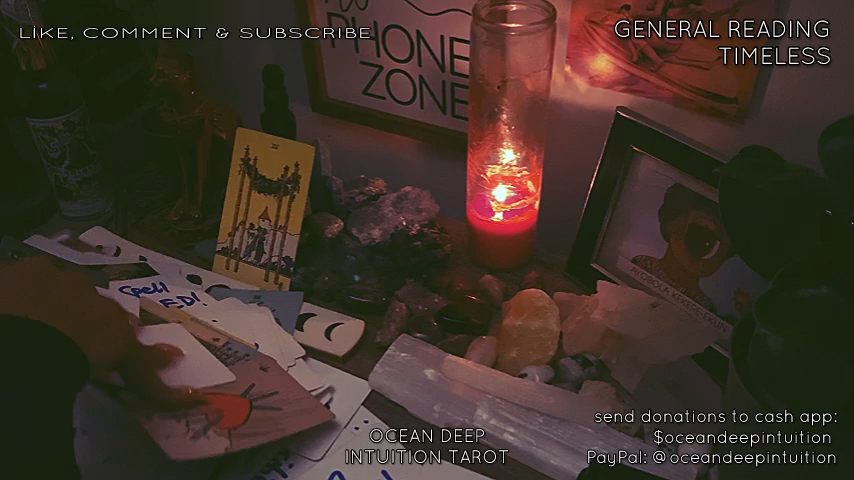 LIKE, COMMENT & SUBSCRIBE
GENERAL READING
TIMELESS
PHONE
ZONE
Spell
OCEAN DEEP
INTUITION TAROT
send donations to cash app:
$oceandeepintuition
PayPal: @oceandeepintuition